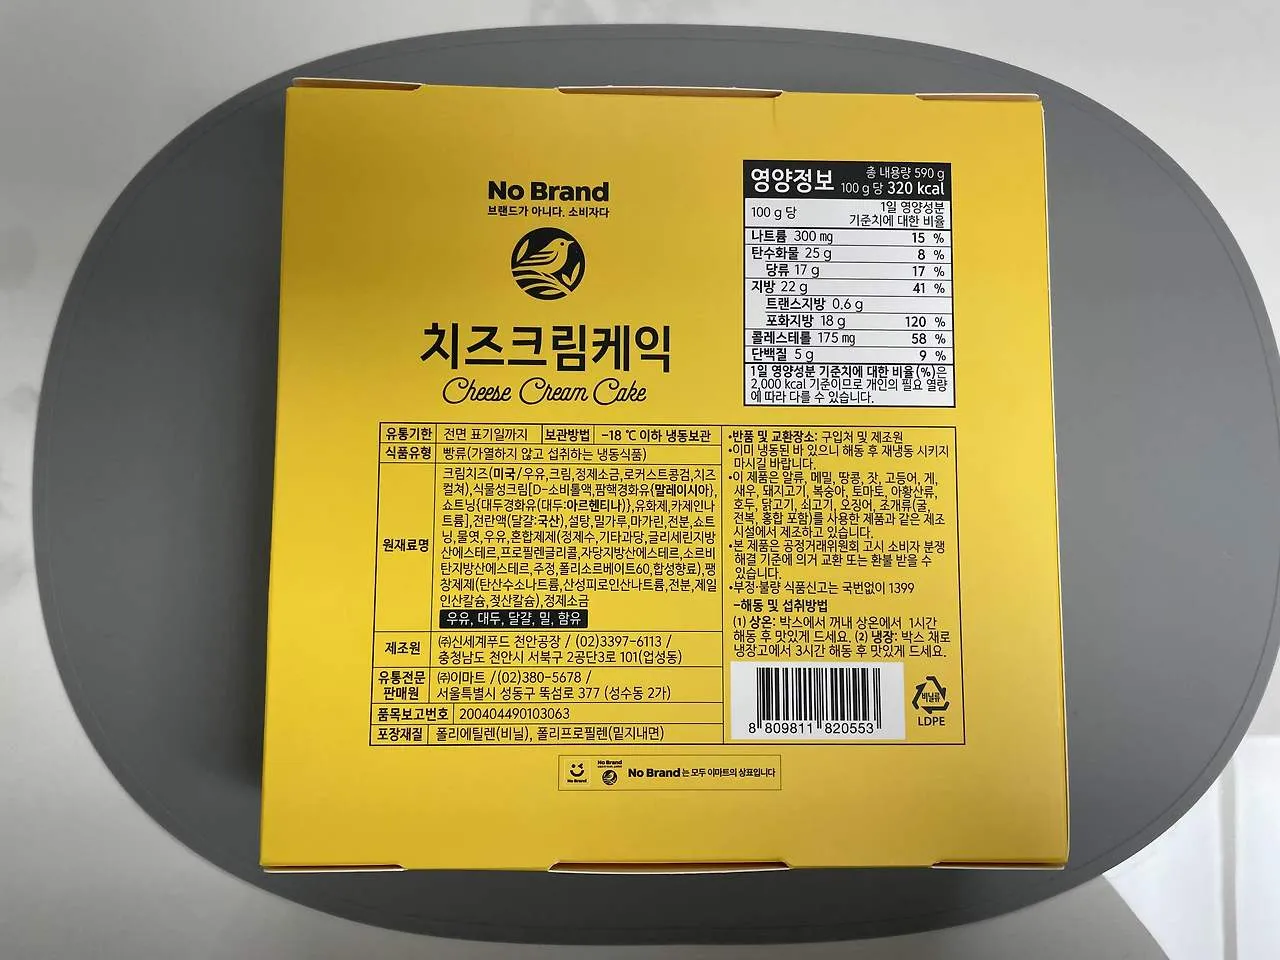 No Brand
브랜드가 아니다. 소비자다
치즈크림케익
Cheese Cream Cake
영양정보
총 내용량 590 g
100 g 당 320 kcal
100 g 당
1일 영양성분
기준치에 대한 비율
나트륨 300 mg 15 %
탄수화물 25 g 8 %
당류 17 g 17 %
지방 22 g 41 %
트랜스지방 0.6 g
포화지방 18 g 120 %
콜레스테롤 175 mg 58 %
단백질 5 g 9 %
1일 영양성분 기준치에 대한 비율(%)은
2,000 kcal 기준이므로 개인의 필요 열량
에 따라 다를 수 있습니다.
유통기한 전면 표기일까지 보관방법 -18 ℃ 이하 냉동보관
식품유형 빵류(가열하지 않고 섭취하는 냉동식품)
원재료명
크림치즈(미국/우유,크림,정제소금,로커스트콩검,치즈
컬쳐),식물성크림[D-소비톨액,팜핵경화유{말레이시아},
쇼트닝{대두경화유(대두:아르헨티나)},유화제,카제인나
트륨],전란액(달걀:국산),설탕,밀가루,마가린,전분,쇼트
닝,물엿,우유,혼합제제(정제수,기타과당,글리세린지방
산에스테르,프로필렌글리콜,자당지방산에스테르,소르비
탄지방산에스테르,주정,폴리소르베이트60,합성향료),팽
창제제(탄산수소나트륨,산성피로인산나트륨,전분,제일
인산칼슘,젖산칼슘),정제소금
우유, 대두, 달걀, 밀, 함유
제조원 ㈜신세계푸드 천안공장 / (02)3397-6113 /
충청남도 천안시 서북구 2공단3로 101(업성동)
유통전문
판매원
㈜이마트 /(02)380-5678 /
서울특별시 성동구 뚝섬로 377 (성수동 2가)
품목보고번호 200404490103063
포장재질 폴리에틸렌(비닐), 폴리프로필렌(밑지내면)
•반품 및 교환장소: 구입처 및 제조원
•이미 냉동된 바 있으니 해동 후 재냉동 시키지
마시길 바랍니다.
•이 제품은 알류, 메밀, 땅콩, 잣, 고등어, 게,
새우, 돼지고기, 복숭아, 토마토, 아황산류,
호두, 닭고기, 쇠고기, 오징어, 조개류(굴,
전복, 홍합 포함)를 사용한 제품과 같은 제조
시설에서 제조하고 있습니다.
•본 제품은 공정거래위원회 고시 소비자 분쟁
해결 기준에 의거 교환 또는 환불 받을 수
있습니다.
•부정·불량 식품신고는 국번없이 1399
-해동 및 섭취방법
(1) 상온: 박스에서 꺼내 상온에서 1시간
해동 후 맛있게 드세요. (2) 냉장: 박스 채로
냉장고에서 3시간 해동 후 맛있게 드세요.
8 809811 820553
비닐류
LDPE
No Brand
No Brand
No Brand는 모두 이마트의 상표입니다